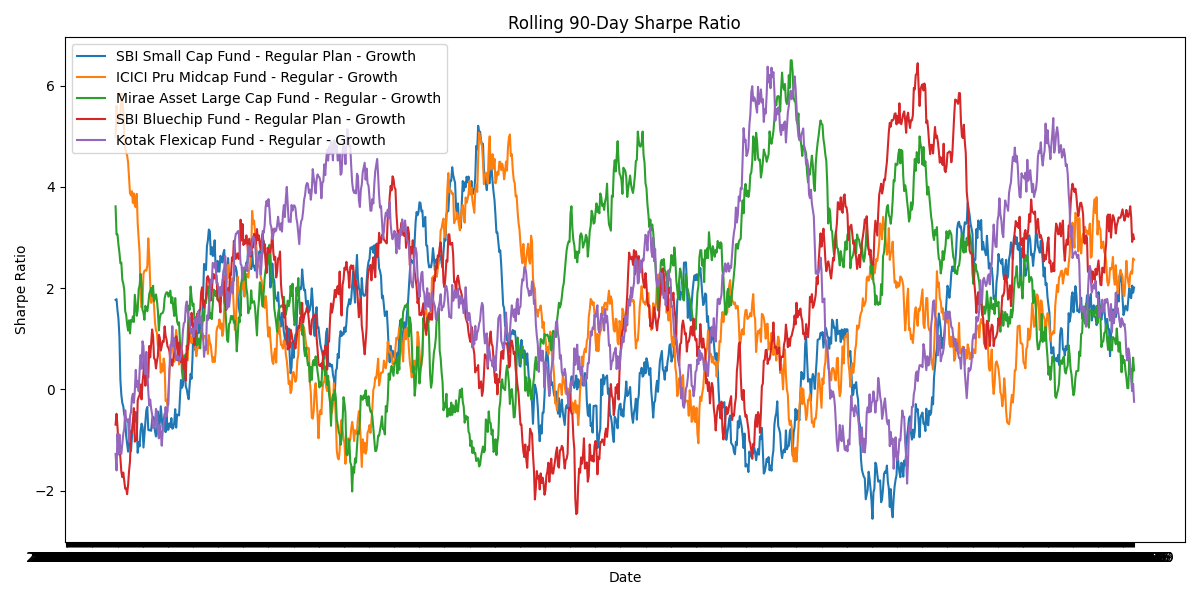 Rolling 90-Day Sharpe Ratio
SBI Small Cap Fund - Regular Plan - Growth
ICICI Pru Midcap Fund - Regular - Growth
Mirae Asset Large Cap Fund - Regular - Growth
SBI Bluechip Fund - Regular Plan - Growth
Kotak Flexicap Fund - Regular - Growth
Sharpe Ratio
6
4
2
0
−2
Date